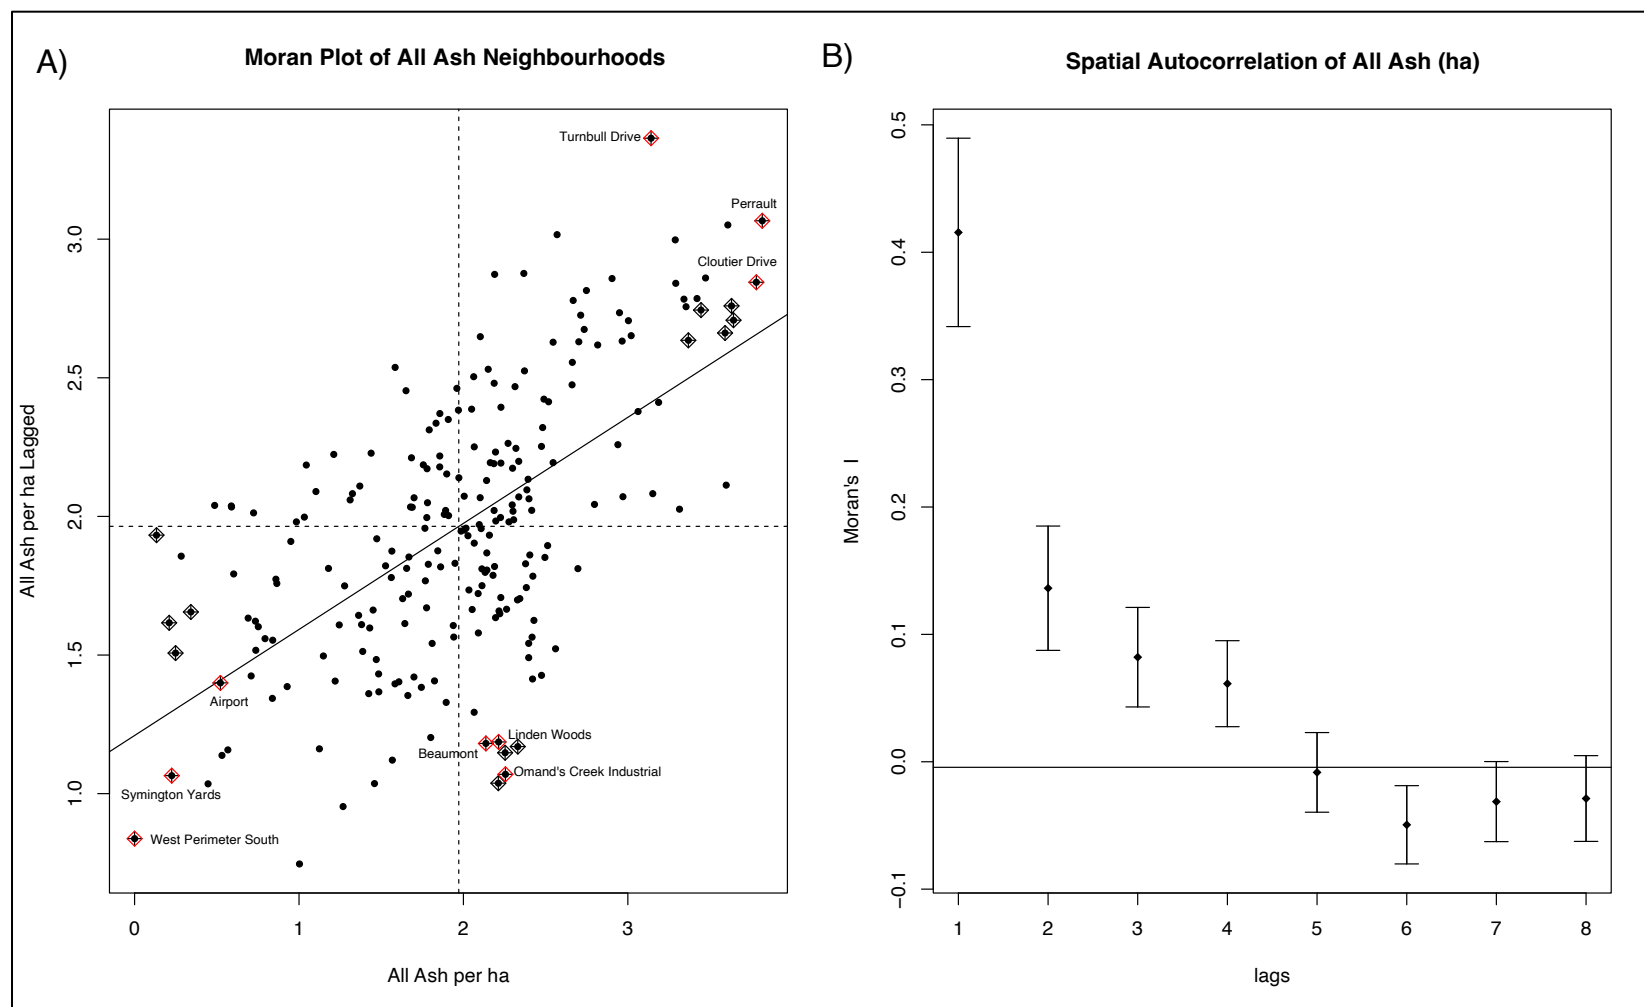 A)
Moran Plot of All Ash Neighbourhoods
All Ash per ha Lagged
3.0
2.5
2.0
1.5
1.0
Turnbull Drive
Perrault
Cloutier Drive
Airport
Linden Woods
Beaumont
Omand's Creek Industrial
Symington Yards
West Perimeter South
0
1
2
3
All Ash per ha
B)
Spatial Autocorrelation of All Ash (ha)
Moran's I
0.5
0.4
0.3
0.2
0.1
0.0
−0.1
1
2
3
4
5
6
7
8
lags